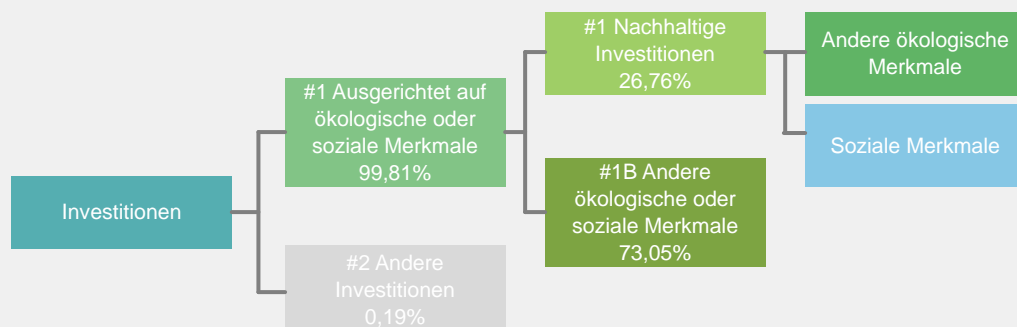 Investitionen
#1 Ausgerichtet auf
ökologische oder
soziale Merkmale
99,81%
#2 Andere
Investitionen
0,19%
#1 Nachhaltige
Investitionen
26,76%
#1B Andere
ökologische oder
soziale Merkmale
73,05%
Andere ökologische
Merkmale
Soziale Merkmale